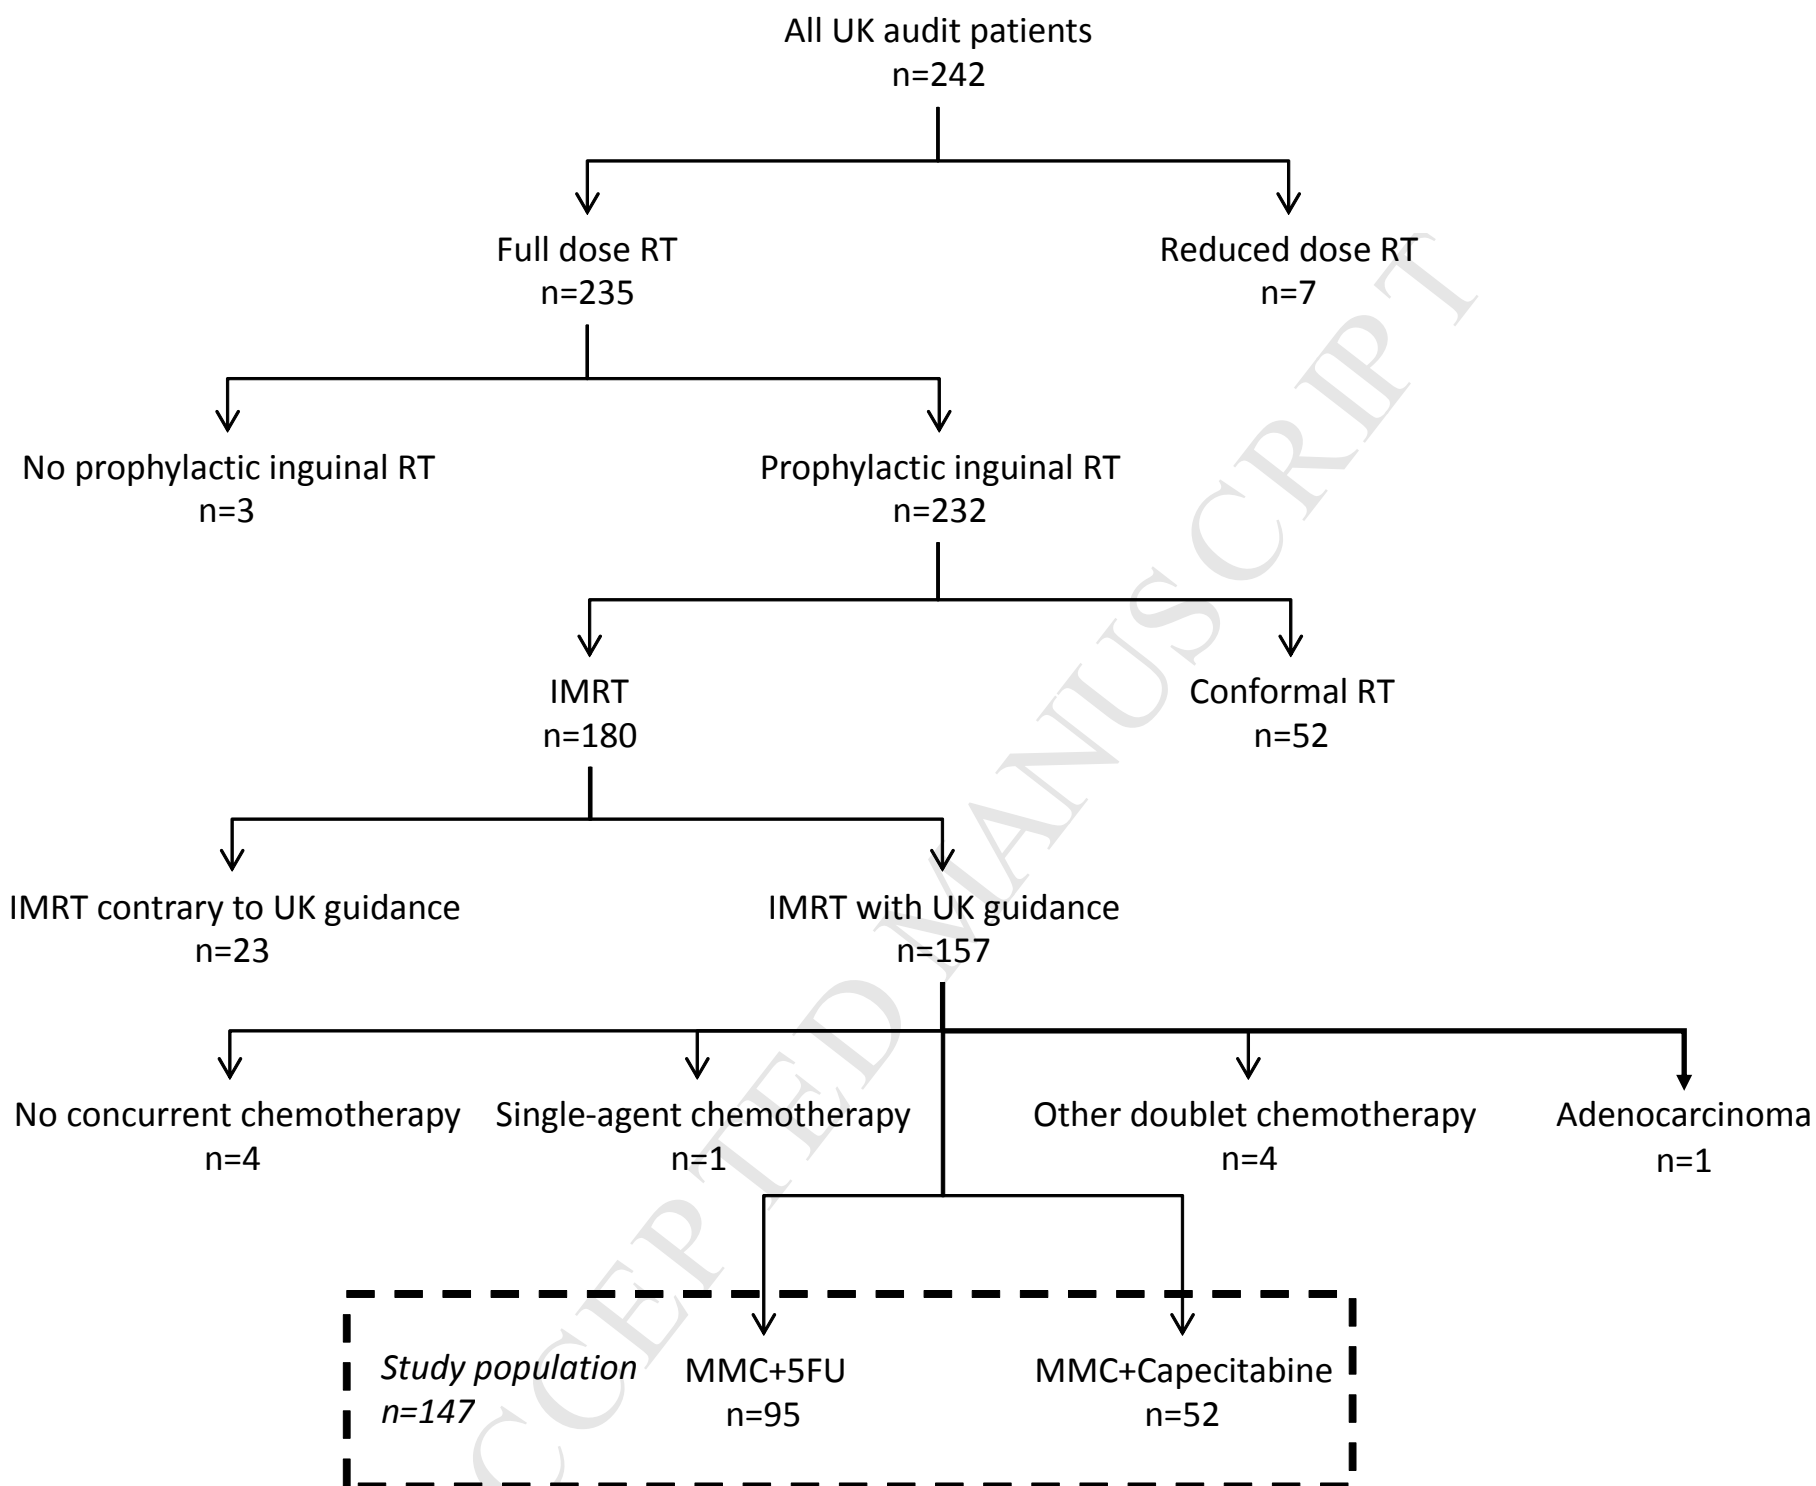 All UK audit patients
n=242
Full dose RT
n=235
Reduced dose RT
n=7
No prophylactic inguinal RT
n=3
Prophylactic inguinal RT
n=232
IMRT
n=180
Conformal RT
n=52
IMRT contrary to UK guidance
n=23
IMRT with UK guidance
n=157
No concurrent chemotherapy
n=4
Single-agent chemotherapy
n=1
Other doublet chemotherapy
n=4
Adenocarcinoma
n=1
Study population
n=147
MMC+5FU
n=95
MMC+Capecitabine
n=52
CCEPTED MANUSCRIPT